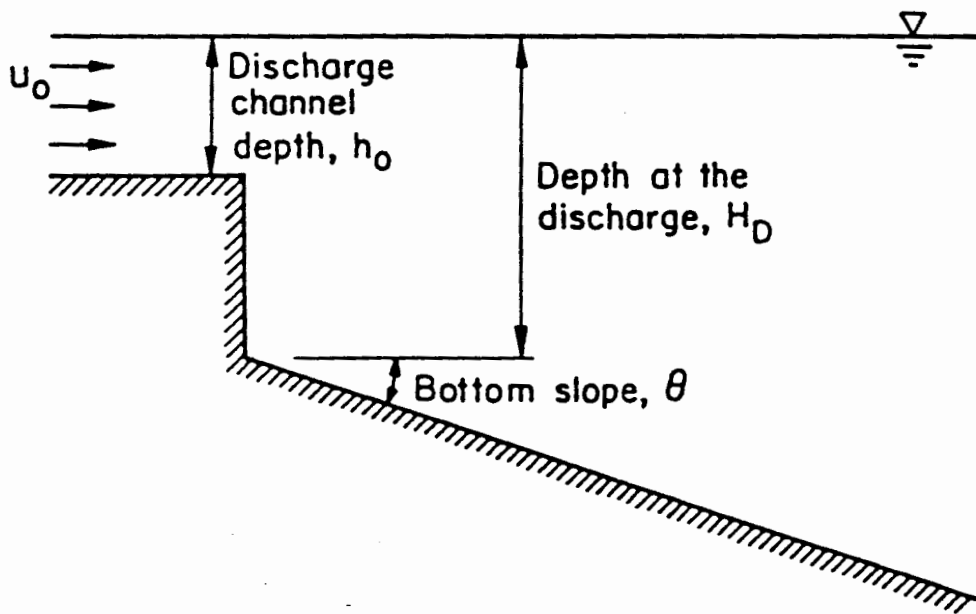 u₀
Discharge
channel
depth, h₀
Depth at the
discharge, H_D
Bottom slope, θ